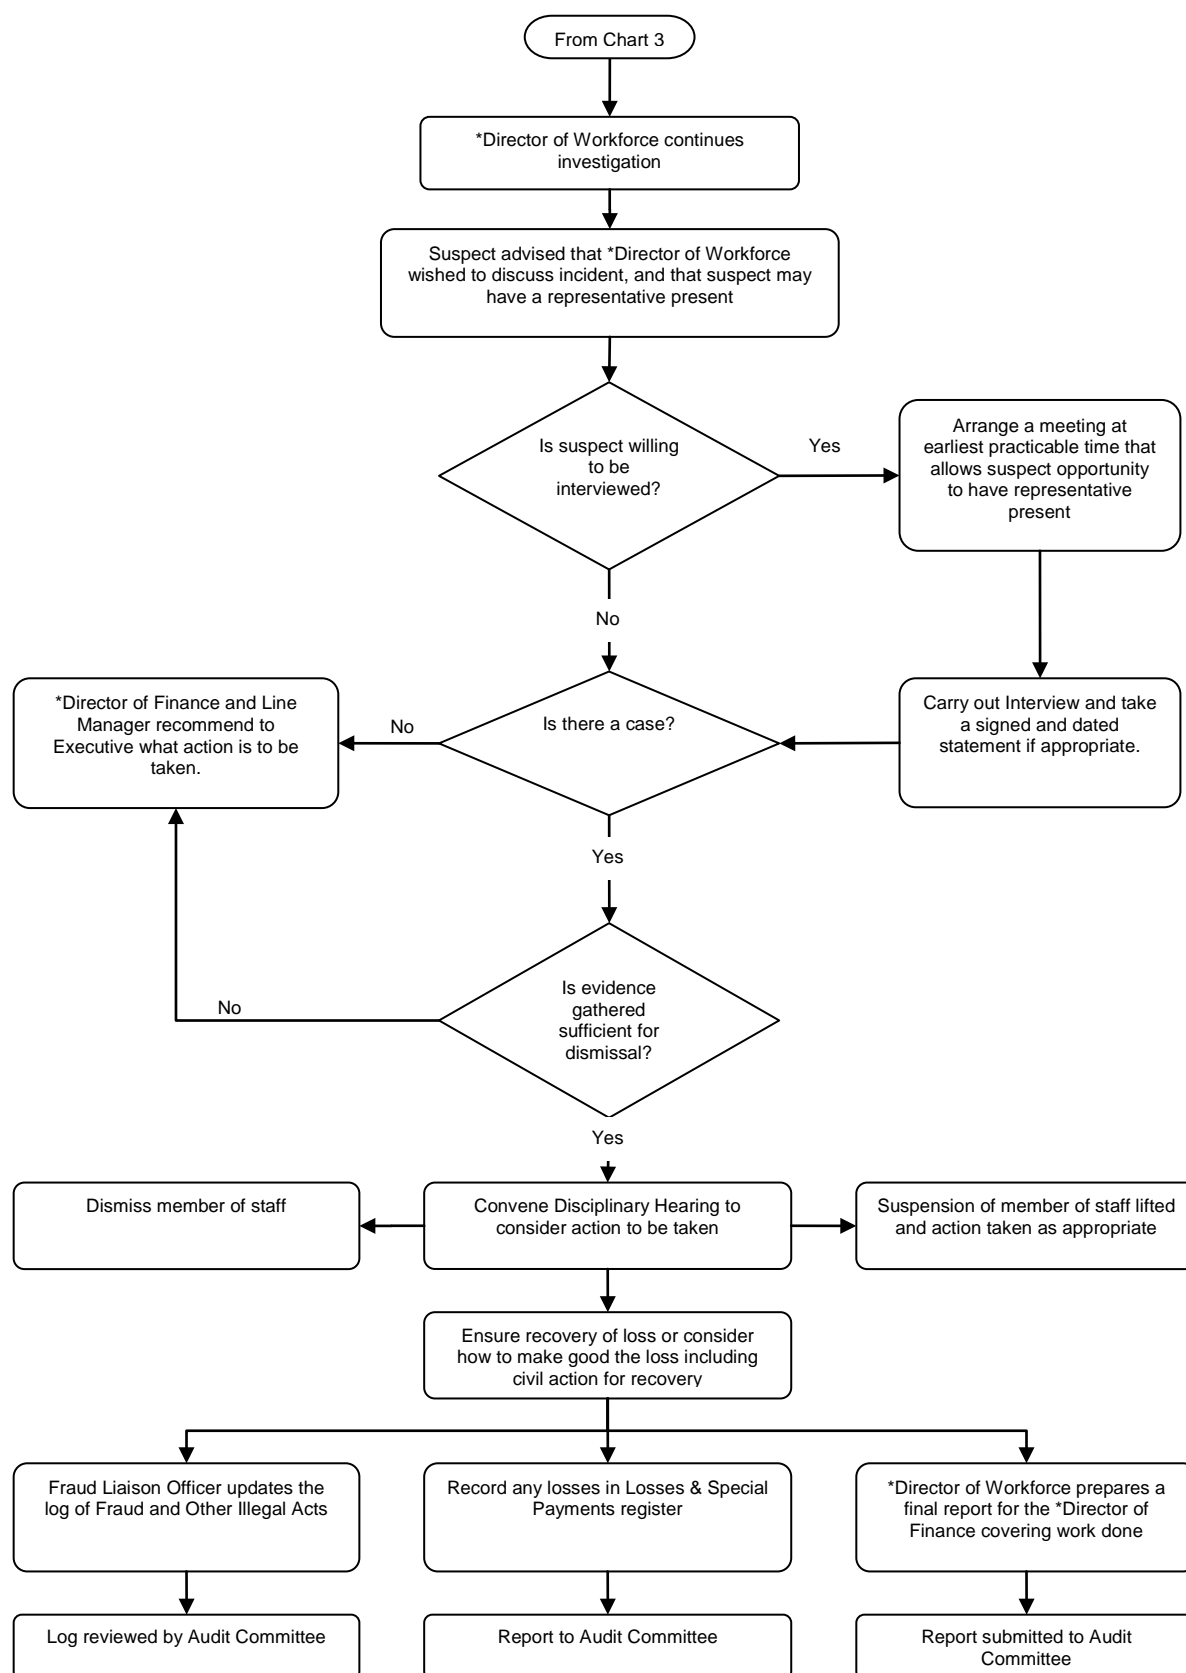 From Chart 3
*Director of Workforce continues
investigation
Suspect advised that *Director of Workforce
wished to discuss incident, and that suspect may
have a representative present
Is suspect willing
to be
interviewed?
Yes
Arrange a meeting at
earliest practicable time that
allows suspect opportunity
to have representative
present
No
*Director of Finance and Line
Manager recommend to
Executive what action is to be
taken.
No
Is there a case?
Carry out Interview and take
a signed and dated
statement if appropriate.
Yes
Is evidence
gathered
sufficient for
dismissal?
No
Yes
Dismiss member of staff
Convene Disciplinary Hearing to
consider action to be taken
Suspension of member of staff lifted
and action taken as appropriate
Ensure recovery of loss or consider
how to make good the loss including
civil action for recovery
Fraud Liaison Officer updates the
log of Fraud and Other Illegal Acts
Record any losses in Losses & Special
Payments register
*Director of Workforce prepares a
final report for the *Director of
Finance covering work done
Log reviewed by Audit Committee
Report to Audit Committee
Report submitted to Audit
Committee